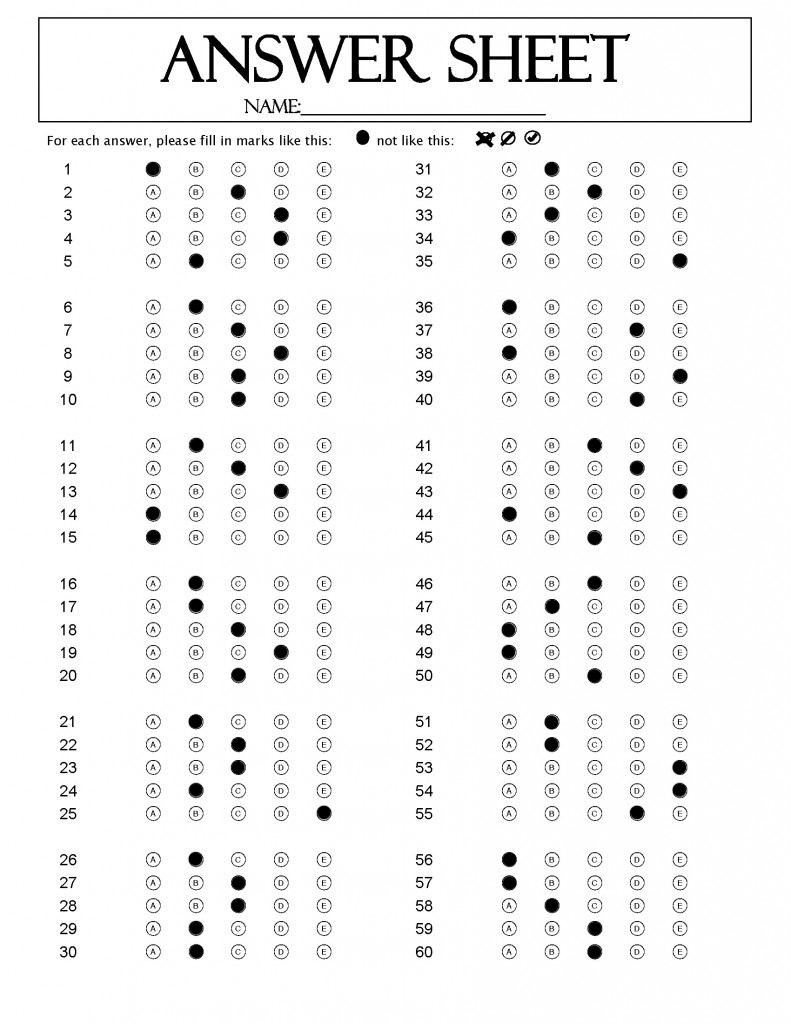 ANSWER SHEET
NAME:
For each answer, please fill in marks like this: not like this:
1 B C D E 31 A C D E
2 A B D E 32 A B D E
3 A B C E 33 A C D E
4 A B C E 34 B C D E
5 A C D E 35 A B C D
6 A C D E 36 B C D E
7 A B D E 37 A B C E
8 A B C E 38 B C D E
9 A B D E 39 A B C D
10 A B D E 40 A B C E
11 A C D E 41 A B D E
12 A B D E 42 A B C E
13 A B C E 43 A B C D
14 B C D E 44 B C D E
15 B C D E 45 A B D E
16 A C D E 46 A B D E
17 A C D E 47 A C D E
18 A B D E 48 B C D E
19 A B C E 49 B C D E
20 A B D E 50 A B D E
21 A C D E 51 A C D E
22 A B D E 52 A C D E
23 A B D E 53 A B C D
24 A C D E 54 A B C D
25 A B C D 55 A B C E
26 A C D E 56 B C D E
27 A B D E 57 B C D E
28 A B D E 58 A C D E
29 A C D E 59 A B D E
30 A C D E 60 A B D E